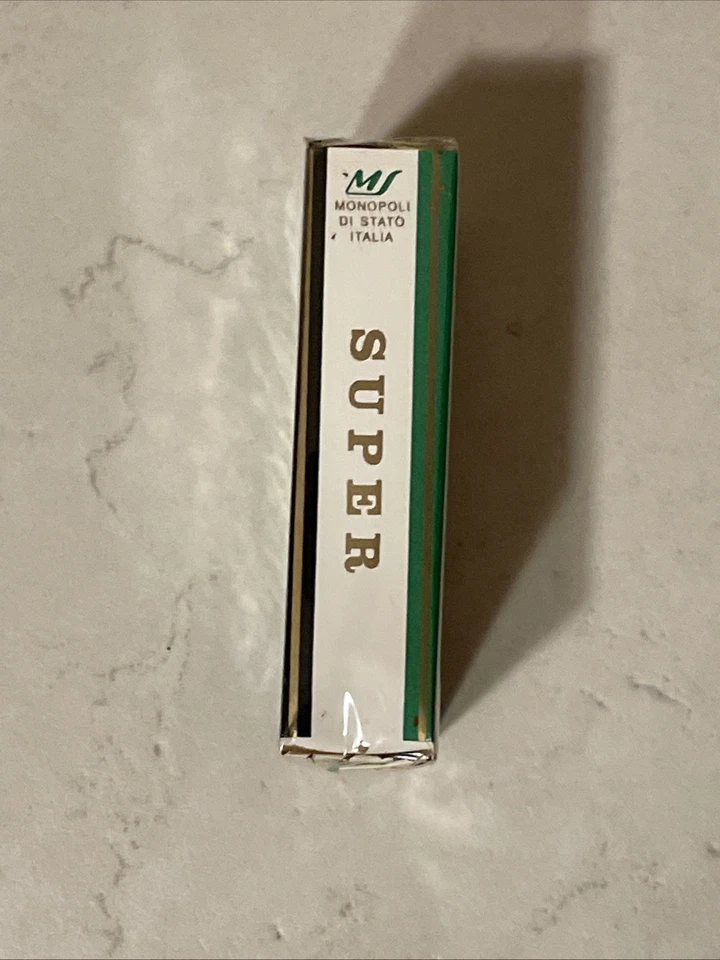 MS
MONOPOLI
DI STATO
ITALIA
SUPER